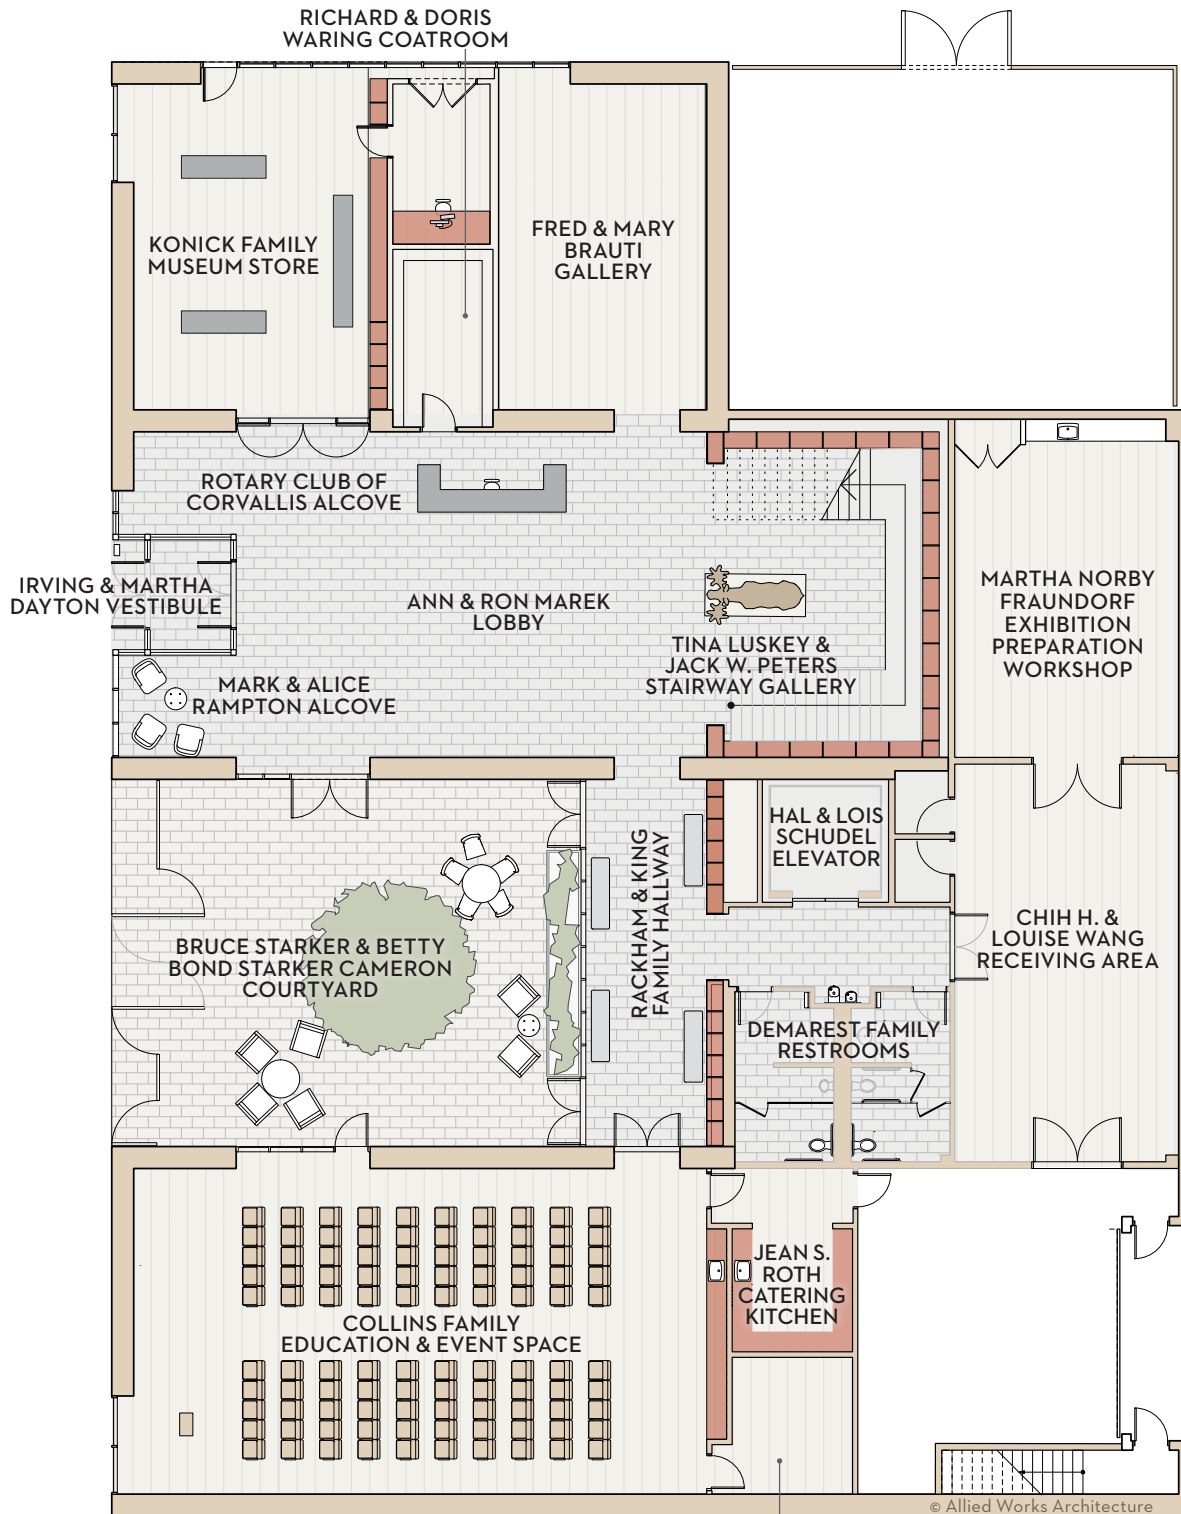 RICHARD & DORIS
WARING COATROOM
KONICK FAMILY
MUSEUM STORE
FRED & MARY
BRAUTI
GALLERY
ROTARY CLUB OF
CORVALLIS ALCOVE
IRVING & MARTHA
DAYTON VESTIBULE
ANN & RON MAREK
LOBBY
MARTHA NORBY
FRAUNDORF
EXHIBITION
PREPARATION
WORKSHOP
TINA LUSKEY &
JACK W. PETERS
STAIRWAY GALLERY
MARK & ALICE
RAMPTON ALCOVE
HAL & LOIS
SCHUDEL
ELEVATOR
RACKHAM & KING
FAMILY HALLWAY
BRUCE STARKER & BETTY
BOND STARKER CAMERON
COURTYARD
CHIH H. &
LOUISE WANG
RECEIVING AREA
DEMAREST FAMILY
RESTROOMS
JEAN S.
ROTH
CATERING
KITCHEN
COLLINS FAMILY
EDUCATION & EVENT SPACE
© Allied Works Architecture